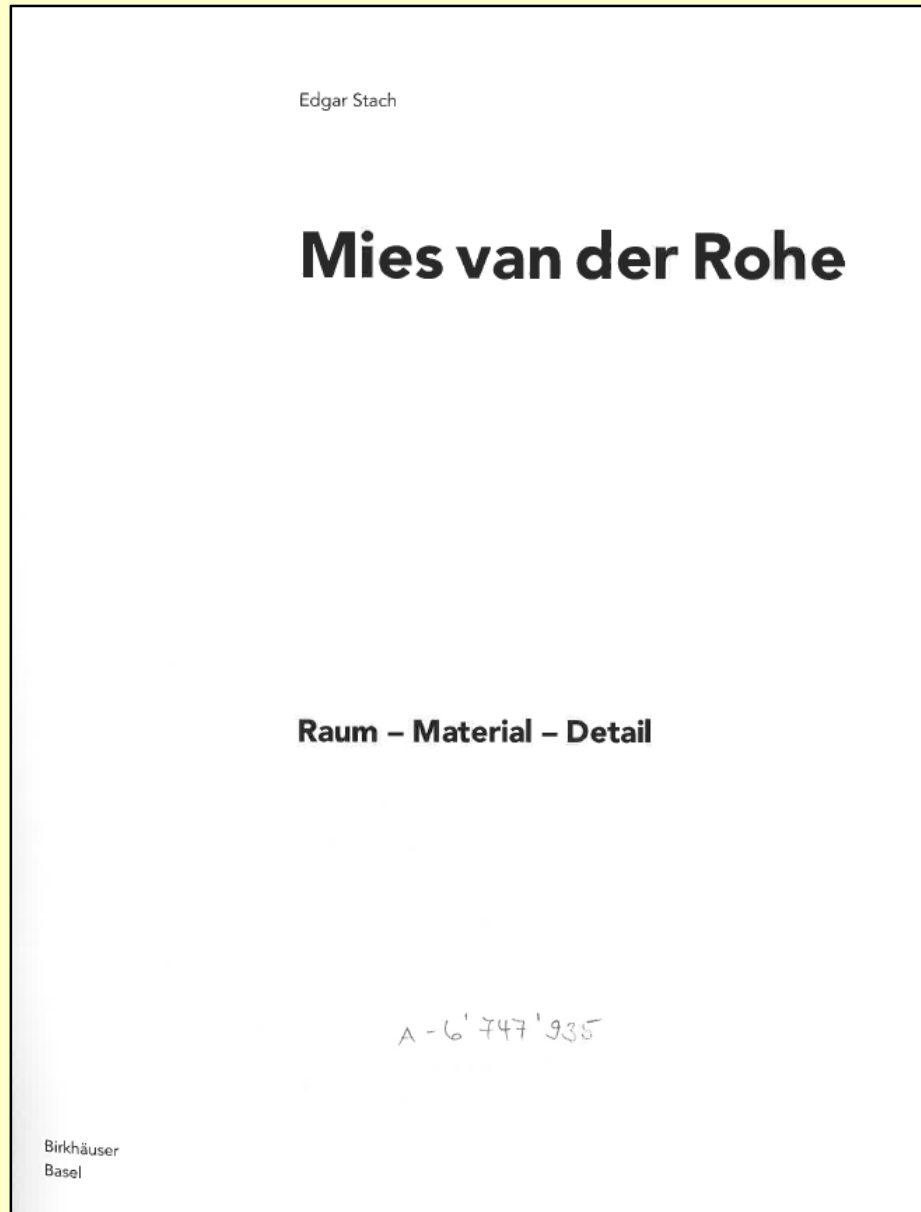 Edgar Stach
Mies van der Rohe
Raum – Material – Detail
A-6'747'935
Birkhäuser
Basel